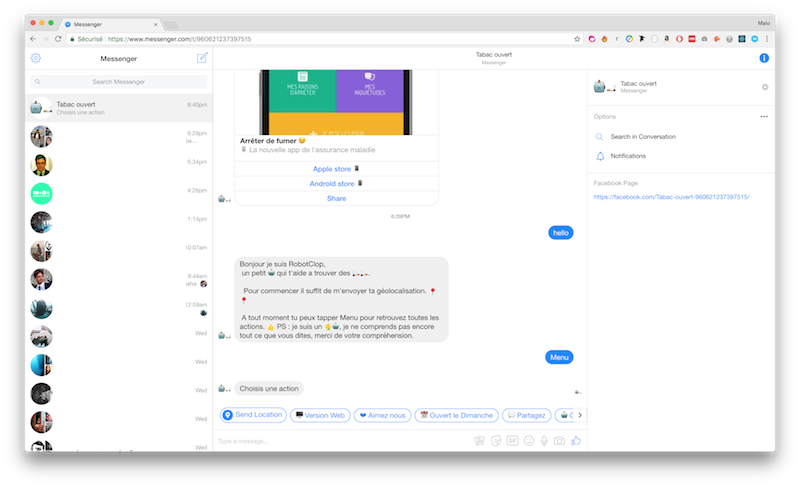 Messenger
Malo
Sécurisé https://www.messenger.com/t/960621237397515
Messenger
Search Messenger
Tabac ouvert
6:40pm
Choisis une action
6:29pm
5:34pm
4:26pm
1:14pm
10:07am
8:44am
aha
12:59am
Wed
Wed
Wed
Wed
Wed
Tabac ouvert
Messenger
MES RAISONS
D'ARRÊTER
MES
INQUIÉTUDES
Arrêter de fumer 😉
📱 La nouvelle app de l'assurance maladie
Apple store 📱
Android store 📱
Share
6:39PM
hello
Bonjour je suis RobotClop,
un petit 🤖 qui t'aide a trouver des 🚬🚬.
Pour commencer il suffit de m'envoyer ta géolocalisation. 📍
📍
A tout moment tu peux tapper Menu pour retrouvez toutes les
actions. 👍 PS : je suis un 👶🤖, je ne comprends pas encore
tout ce que vous dites, merci de votre compréhension.
Menu
Choisis une action
Send Location
🖥 Version Web
❤ Aimez nous
📅 Ouvert le Dimanche
💬 Partagez
Type a message...
Tabac ouvert
Messenger
Options
Search in Conversation
Notifications
Facebook Page
https://facebook.com/Tabac-ouvert-960621237397515/